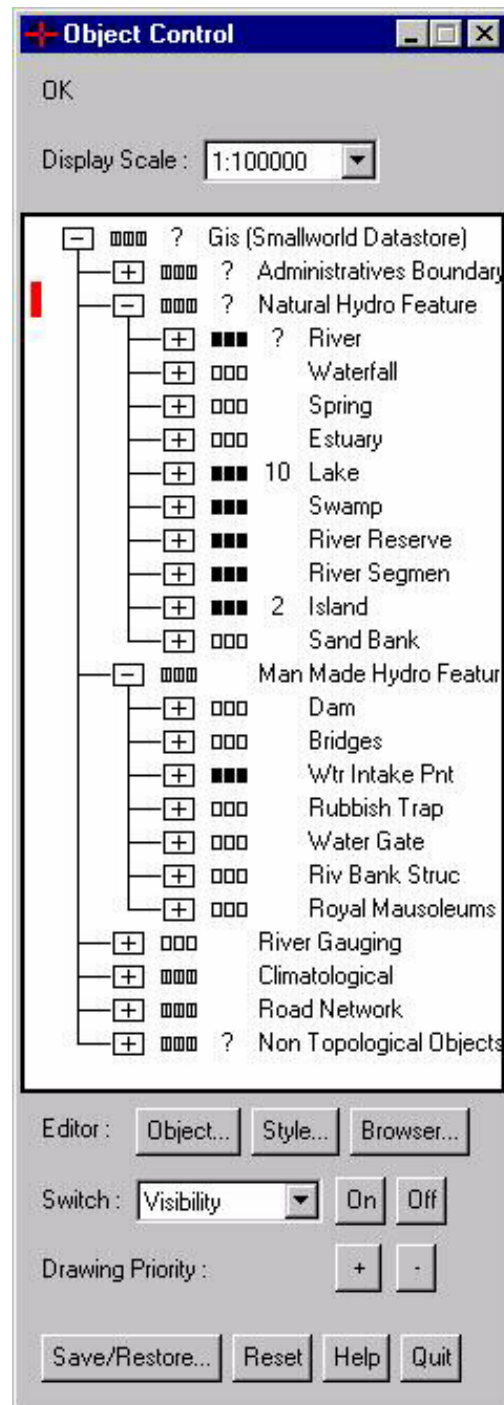 Object Control
OK
Display Scale : 1:100000
? Gis (Smallworld Datastore)
? Administratives Boundary
? Natural Hydro Feature
? River
Waterfall
Spring
Estuary
10 Lake
Swamp
River Reserve
River Segmen
2 Island
Sand Bank
Man Made Hydro Featur
Dam
Bridges
Wtr Intake Pnt
Rubbish Trap
Water Gate
Riv Bank Struc
Royal Mausoleums
River Gauging
Climatological
Road Network
? Non Topological Objects
Editor : Object... Style... Browser...
Switch : Visibility On Off
Drawing Priority : + -
Save/Restore... Reset Help Quit